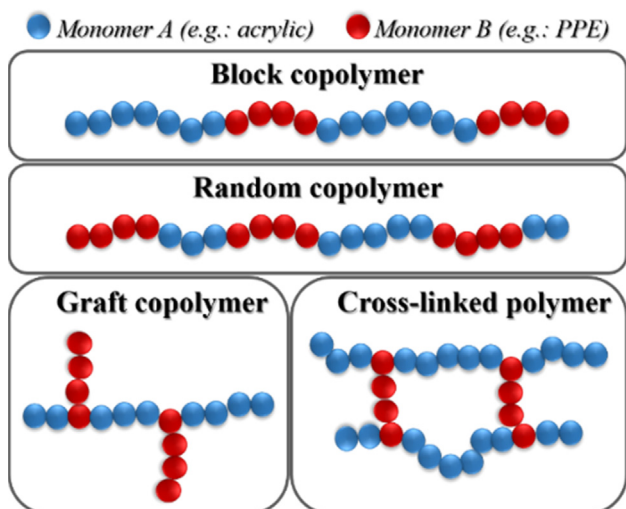 Monomer A (e.g.: acrylic) Monomer B (e.g.: PPE)
Block copolymer
Random copolymer
Graft copolymer
Cross-linked polymer